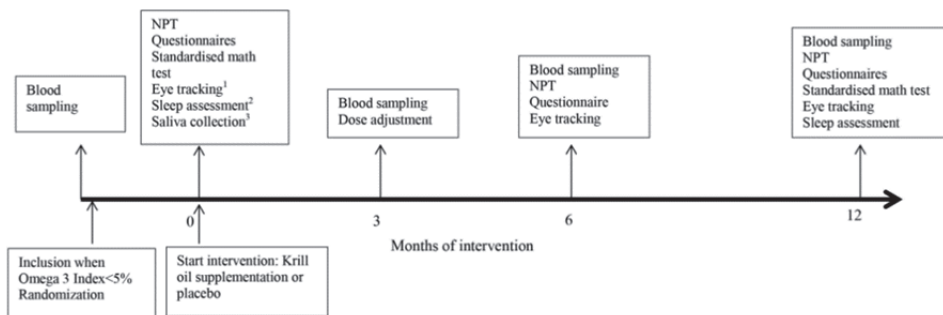 Blood
sampling
NPT
Questionnaires
Standardised math
test
Eye tracking¹
Sleep assessment²
Saliva collection³
Blood sampling
Dose adjustment
Blood sampling
NPT
Questionnaire
Eye tracking
Blood sampling
NPT
Questionnaires
Standardised math test
Eye tracking
Sleep assessment
0
3
6
12
Months of intervention
Inclusion when
Omega 3 Index<5%
Randomization
Start intervention: Krill
oil supplementation or
placebo